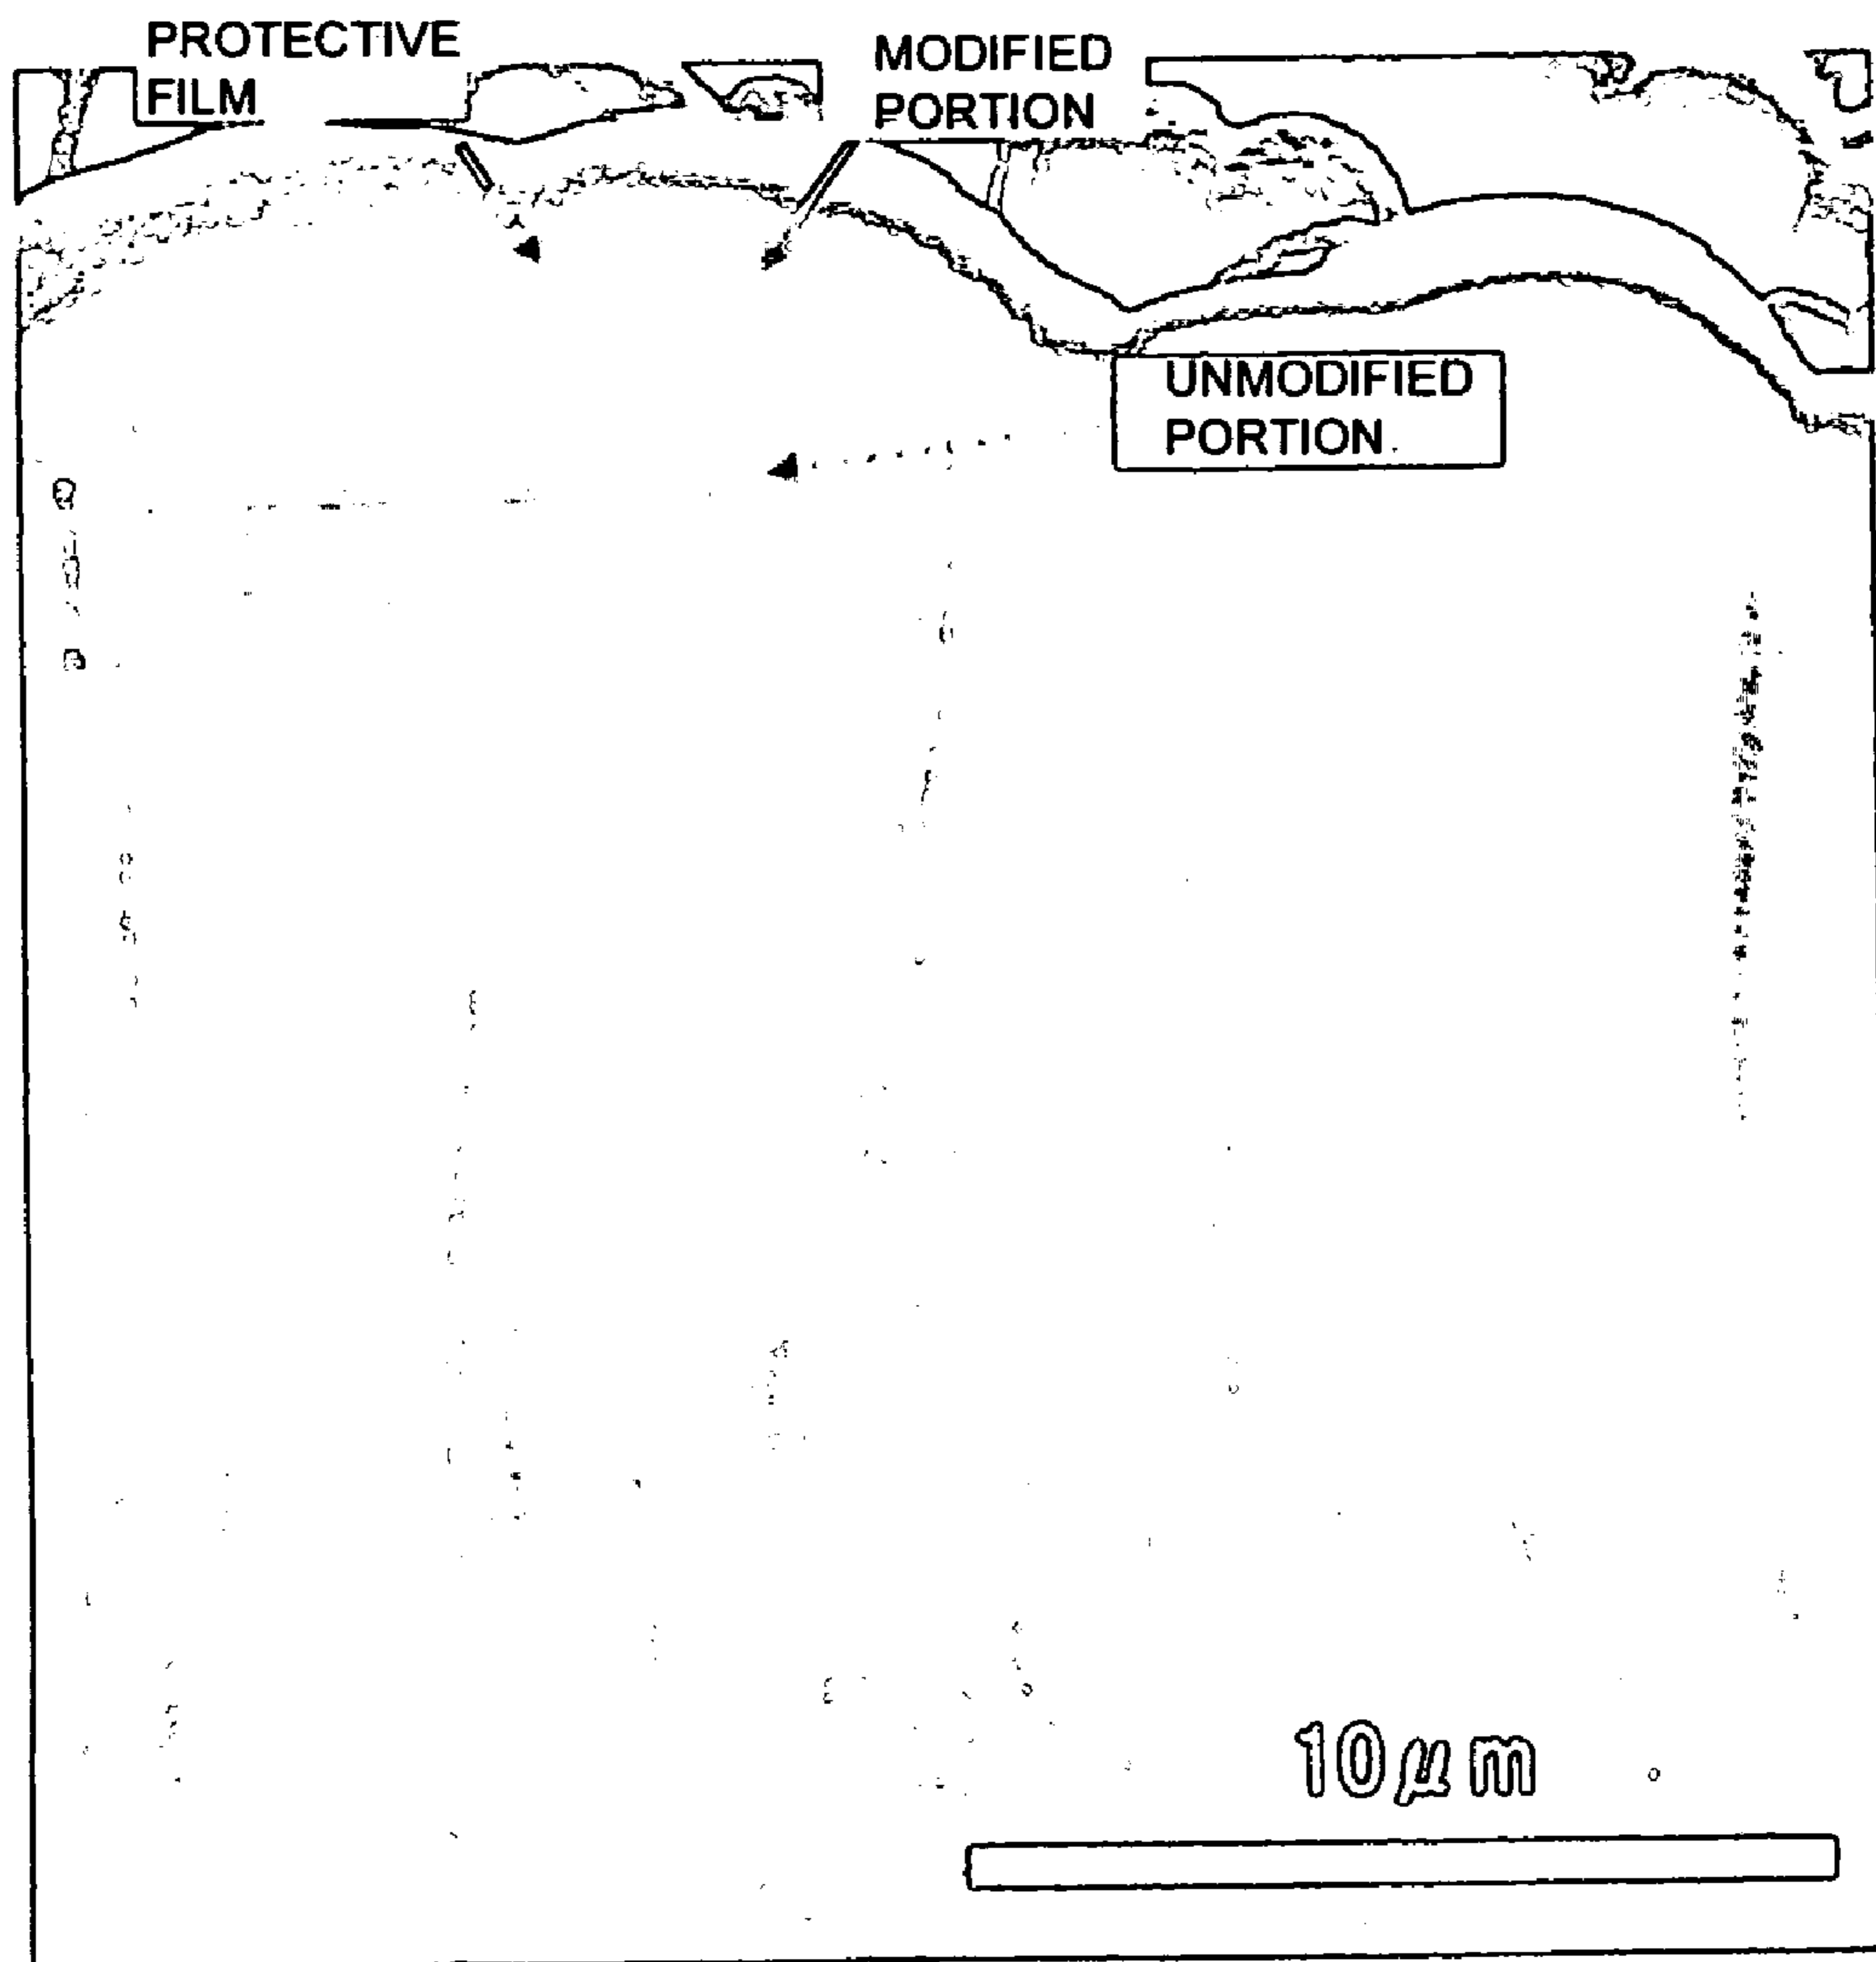 PROTECTIVE
FILM
MODIFIED
PORTION
UNMODIFIED
PORTION
10μm